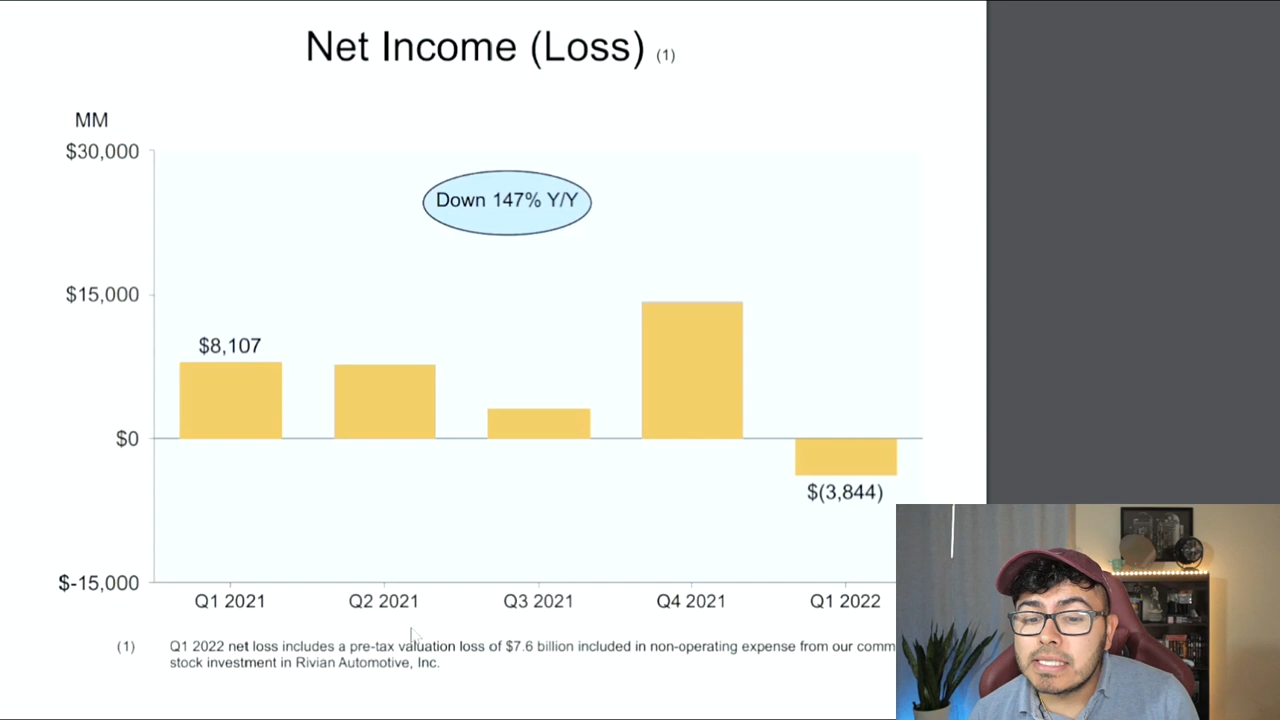 Net Income (Loss) (1)
MM
$30,000
Down 147% Y/Y
$15,000
$8,107
$0
$(3,844)
$-15,000
Q1 2021 Q2 2021 Q3 2021 Q4 2021 Q1 2022
(1) Q1 2022 net loss includes a pre-tax valuation loss of $7.6 billion included in non-operating expense from our comm
stock investment in Rivian Automotive, Inc.